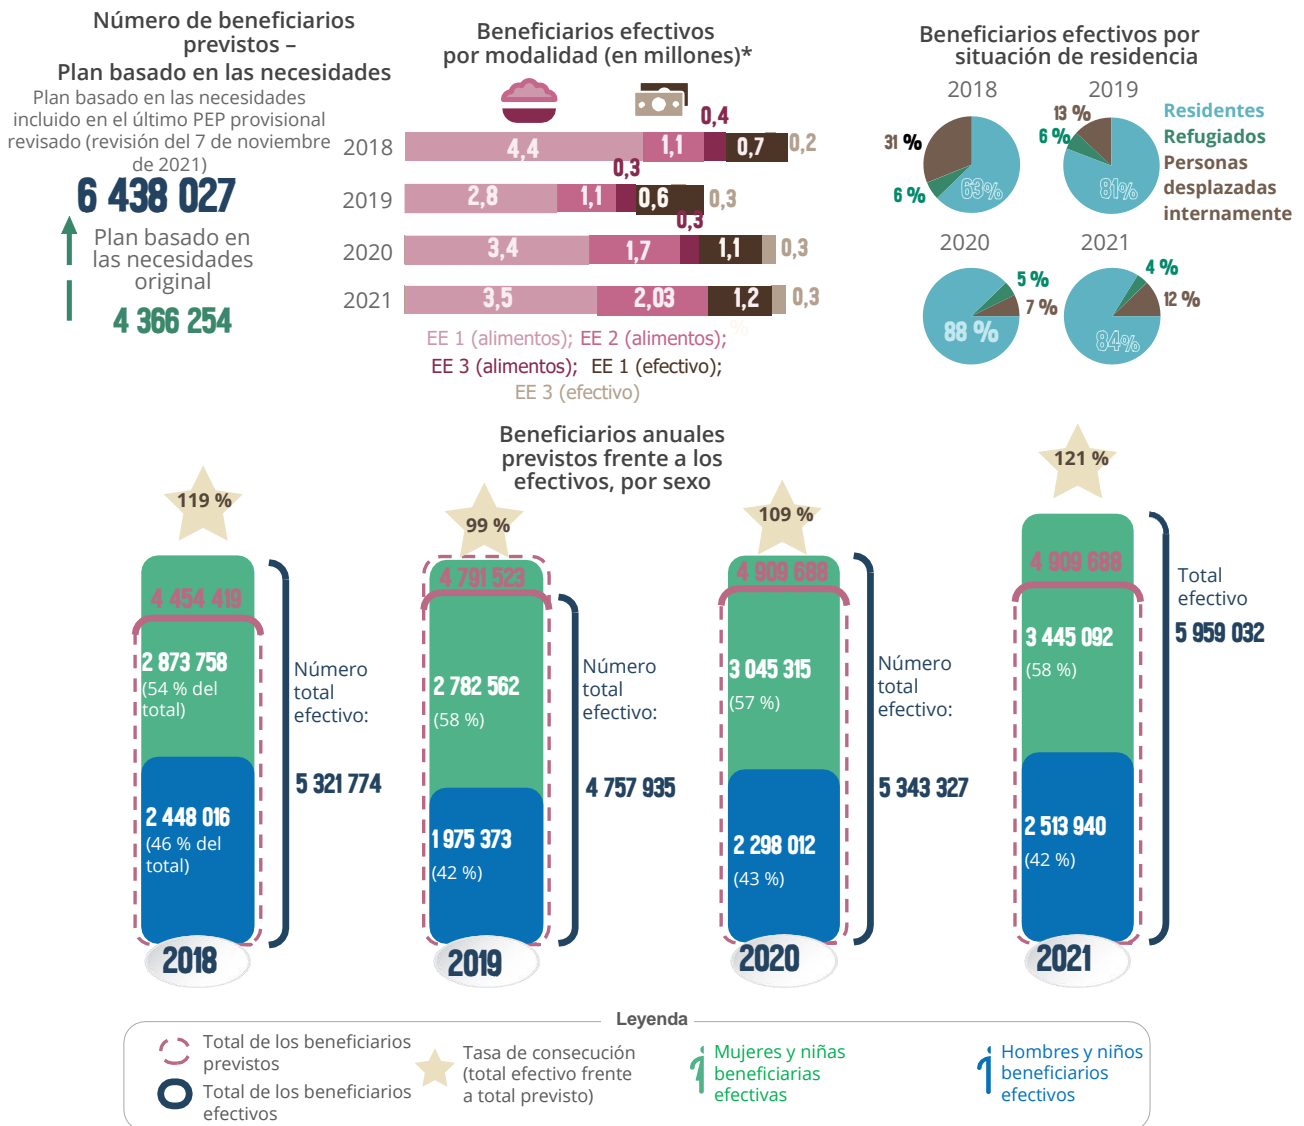 Número de beneficiarios
previstos –
Plan basado en las necesidades
Plan basado en las necesidades
incluido en el último PEP provisional
revisado (revisión del 7 de noviembre
de 2021)
6 438 027
Plan basado en
las necesidades
original
4 366 254
Beneficiarios efectivos
por modalidad (en millones)*
2018
4,4
1,1
0,4
0,7
0,2
2019
2,8
1,1
0,3
0,6
0,3
2020
3,4
1,7
0,3
1,1
0,3
2021
3,5
2,03
1,2
0,3
EE 1 (alimentos); EE 2 (alimentos);
EE 3 (alimentos); EE 1 (efectivo);
EE 3 (efectivo)
Beneficiarios efectivos por
situación de residencia
2018
31 %
6 %
63%
2019
13 %
6 %
81%
Residentes
Refugiados
Personas
desplazadas
internamente
2020
5 %
7 %
88 %
2021
4 %
12 %
84%
Beneficiarios anuales
previstos frente a los
efectivos, por sexo
119 %
4 454 419
2 873 758
(54 % del
total)
2 448 016
(46 % del
total)
Número
total
efectivo:
5 321 774
2018
99 %
4 791 523
2 782 562
(58 %)
1 975 373
(42 %)
Número
total
efectivo:
4 757 935
2019
109 %
4 909 688
3 045 315
(57 %)
2 298 012
(43 %)
Número
total
efectivo:
5 343 327
2020
121 %
4 909 688
3 445 092
(58 %)
2 513 940
(42 %)
Total
efectivo
5 959 032
2021
Leyenda
Total de los beneficiarios
previstos
Total de los beneficiarios
efectivos
Tasa de consecución
(total efectivo frente
a total previsto)
Mujeres y niñas
beneficiarias
efectivas
Hombres y niños
beneficiarios
efectivos